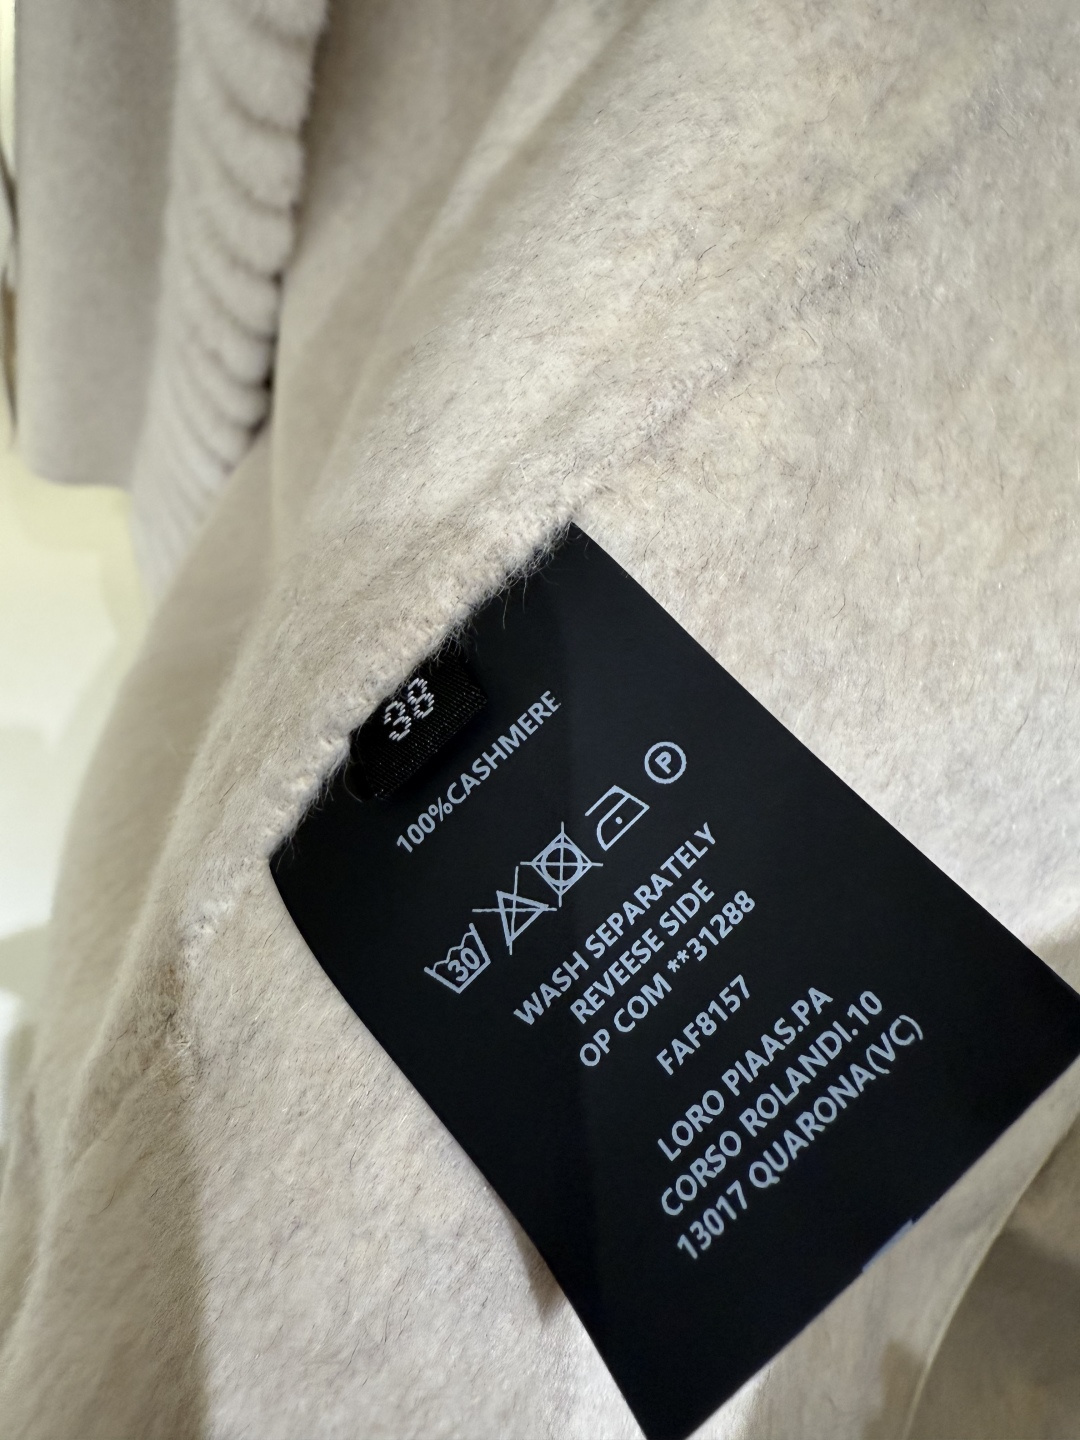 38
100%CASHMERE
30
P
WASH SEPARATELY
REVEESE SIDE
OP COM **31288
FAF8157
LORO PIAAS.PA
CORSO ROLANDI.10
13017 QUARONA(VC)